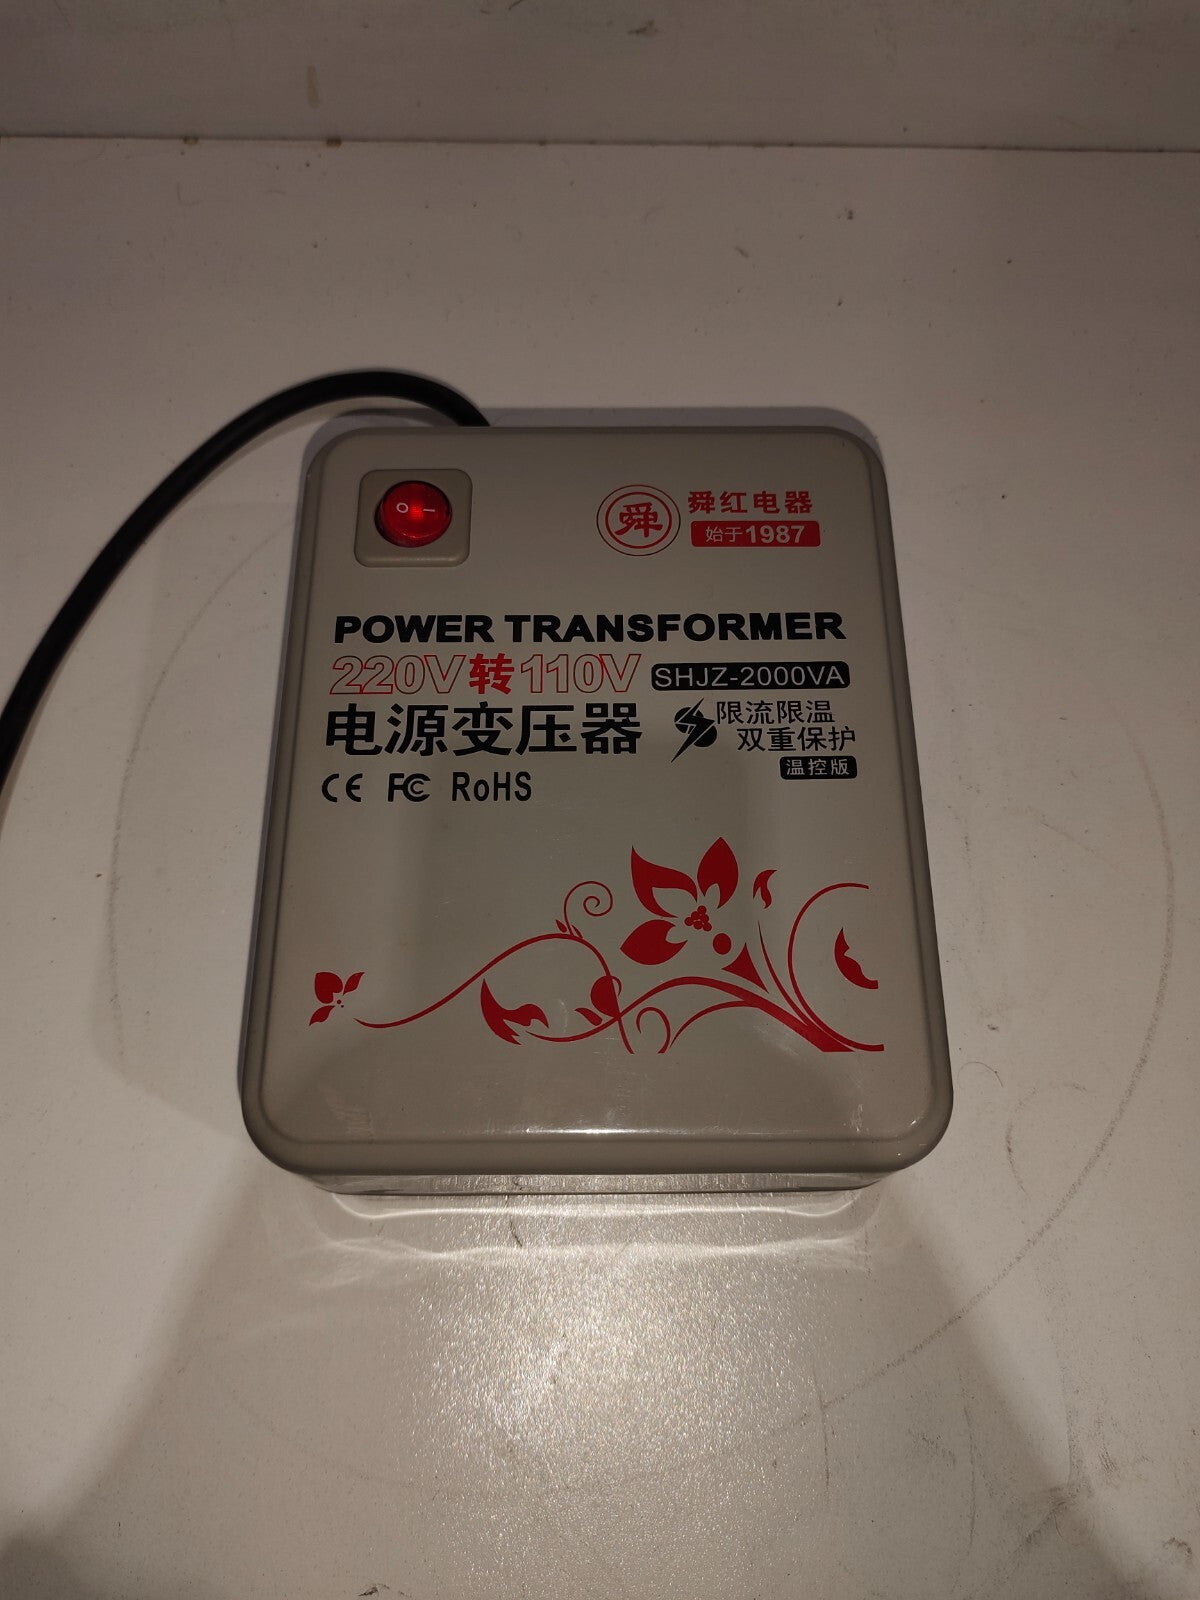 舜
舜红电器
始于1987
POWER TRANSFORMER
220V转110V
SHJZ-2000VA
电源变压器
限流限温
双重保护
温控版
CE FC RoHS